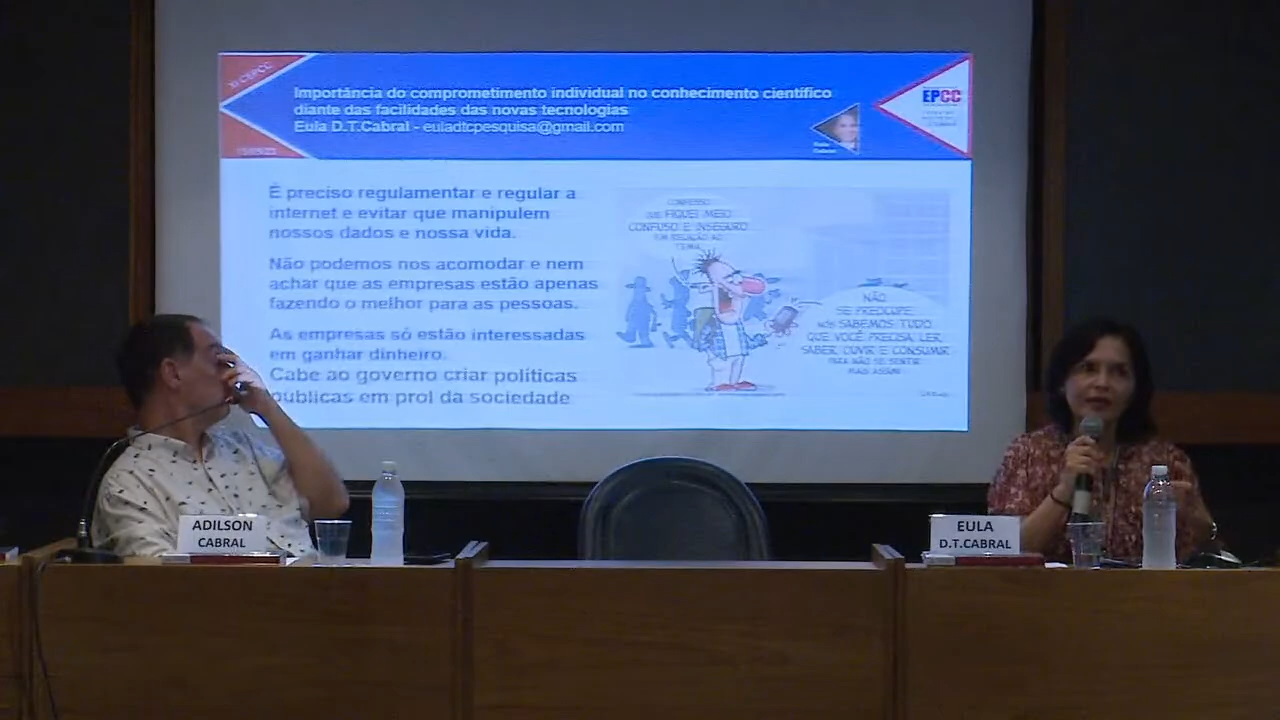 XI CEPCC
Importância do comprometimento individual no conhecimento científico
diante das facilidades das novas tecnologias
Eula D.T.Cabral - euladtcpesquisa@gmail.com
EPCC
É preciso regulamentar e regular a
internet e evitar que manipulem
nossos dados e nossa vida.
Não podemos nos acomodar e nem
achar que as empresas estão apenas
fazendo o melhor para as pessoas.
As empresas só estão interessadas
em ganhar dinheiro.
Cabe ao governo criar políticas
públicas em prol da sociedade
CONFESSO
FIQUEI MEIO
CONFUSO E INSEGURO
EM RELAÇÃO AO
TEMA
NÃO
SE PREOCUPE,
NÓS SABEMOS TUDO
QUE VOCÊ PRECISA LER,
SABER, OUVIR E CONSUMIR
PARA NÃO SE SENTIR
MAIS ASSIM
ADILSON
CABRAL
EULA
D.T.CABRAL